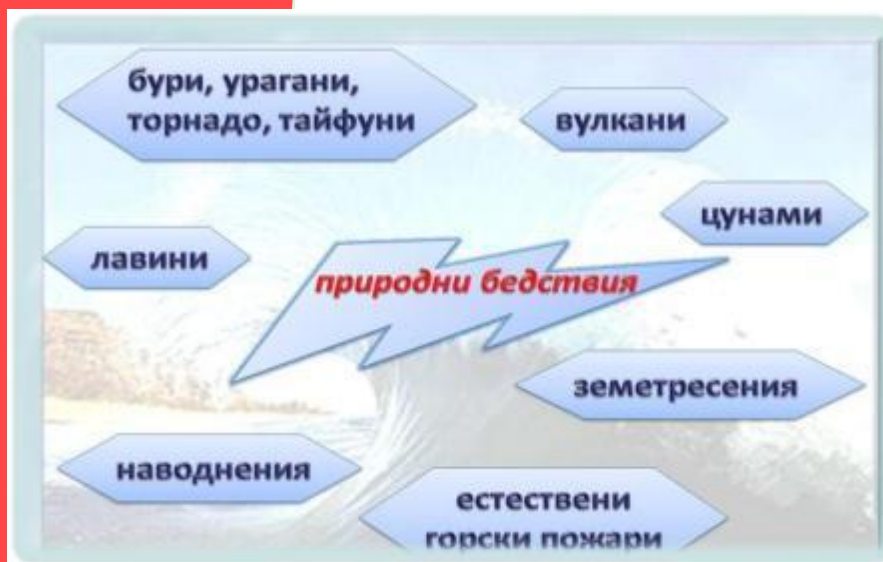 бури, урагани,
торнадо, тайфуни
вулкани
цунами
лавини
природни бедствия
земетресения
наводнения
естествени
горски пожари